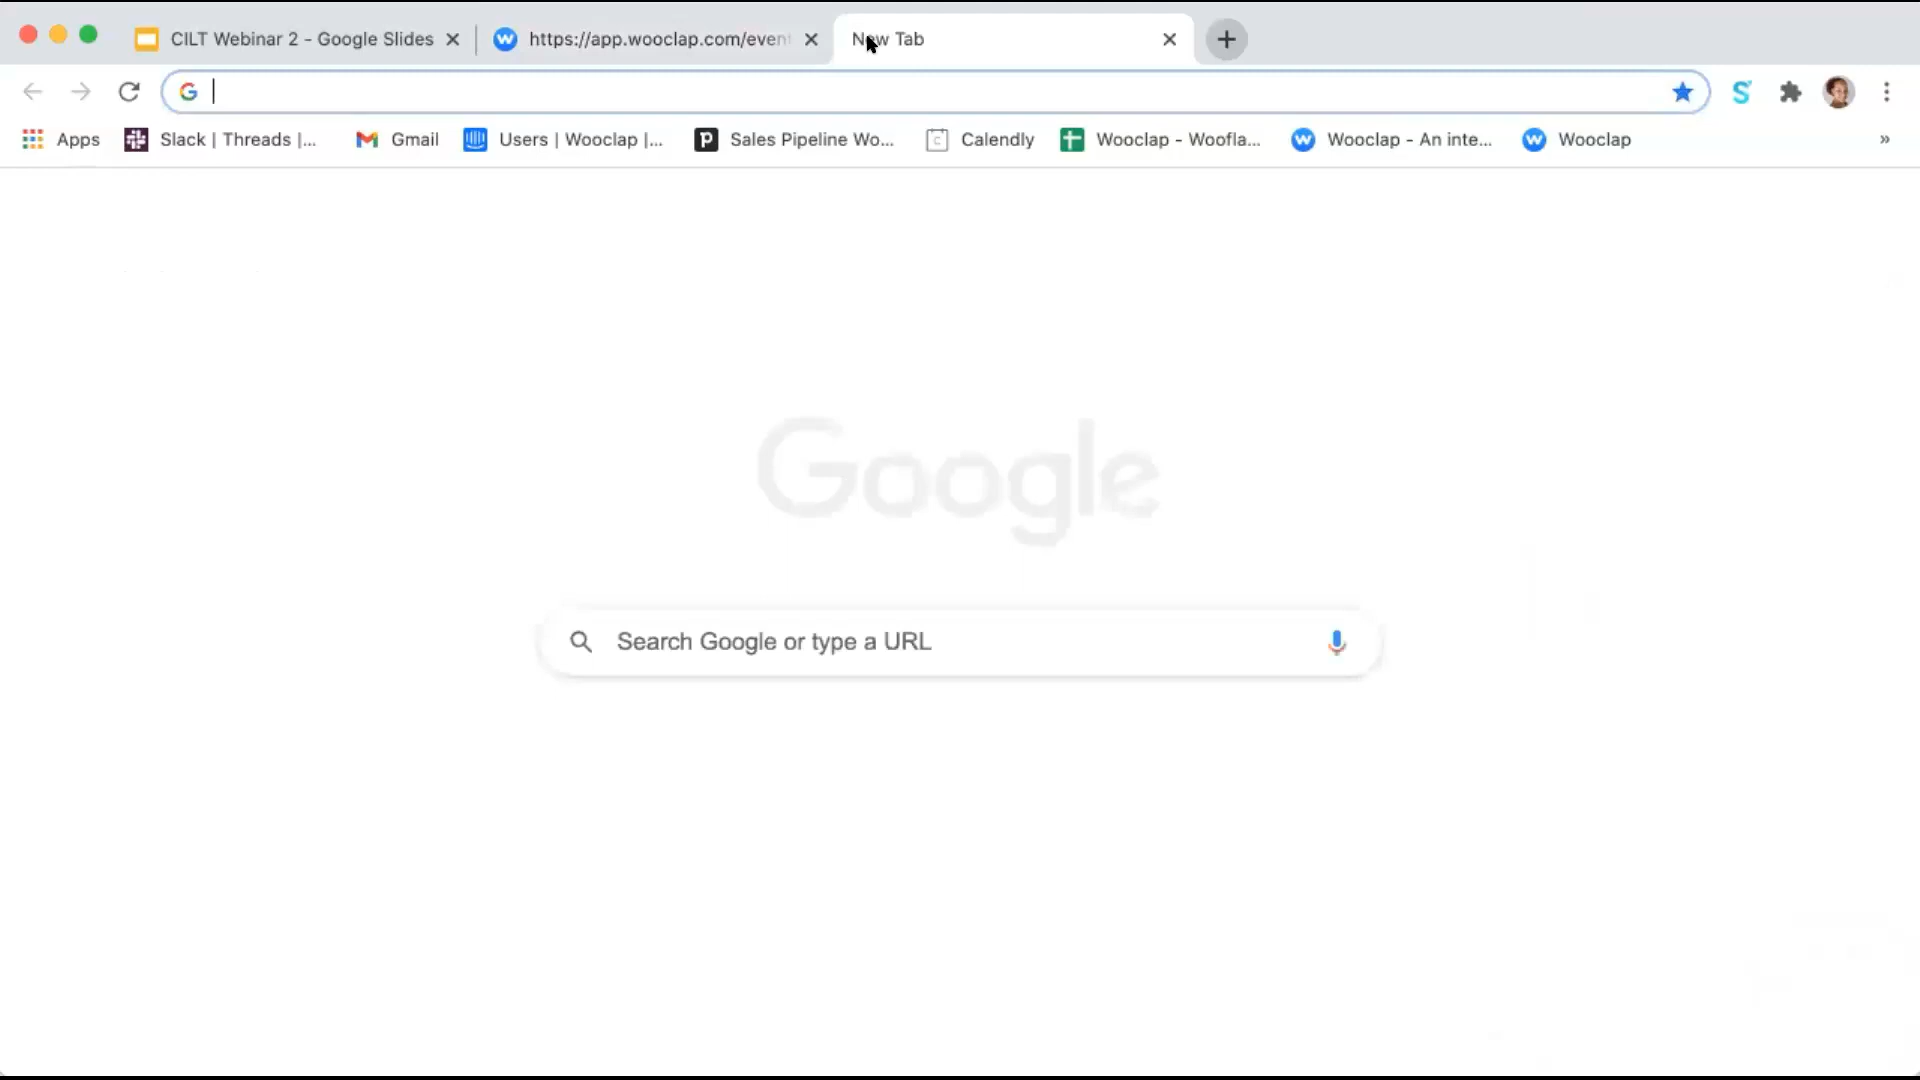 CILT Webinar 2 - Google Slides
https://app.wooclap.com/even
New Tab
Apps
Slack | Threads |...
Gmail
Users | Wooclap |...
Sales Pipeline Wo...
Calendly
Wooclap - Woofla...
Wooclap - An inte...
Wooclap
Google
Search Google or type a URL